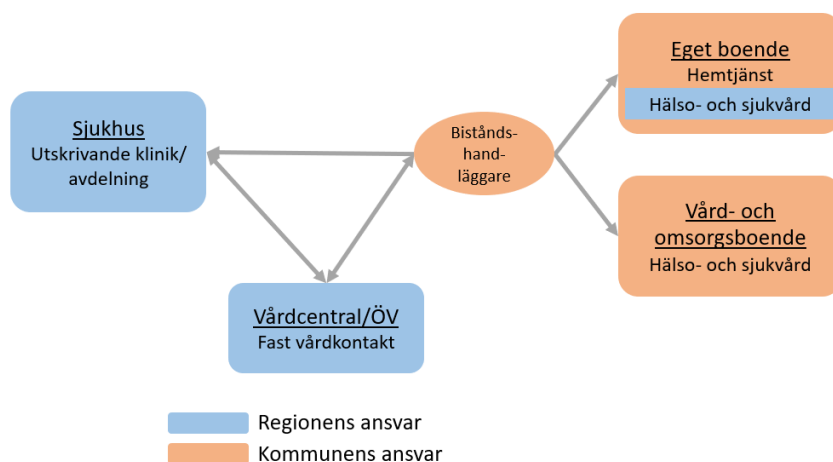 Sjukhus
Utskrivande klinik/
avdelning
Bistånds-
hand-
läggare
Eget boende
Hemtjänst
Hälso- och sjukvård
Vård- och
omsorgsboende
Hälso- och sjukvård
Vårdcentral/ÖV
Fast vårdkontakt
Regionens ansvar
Kommunens ansvar